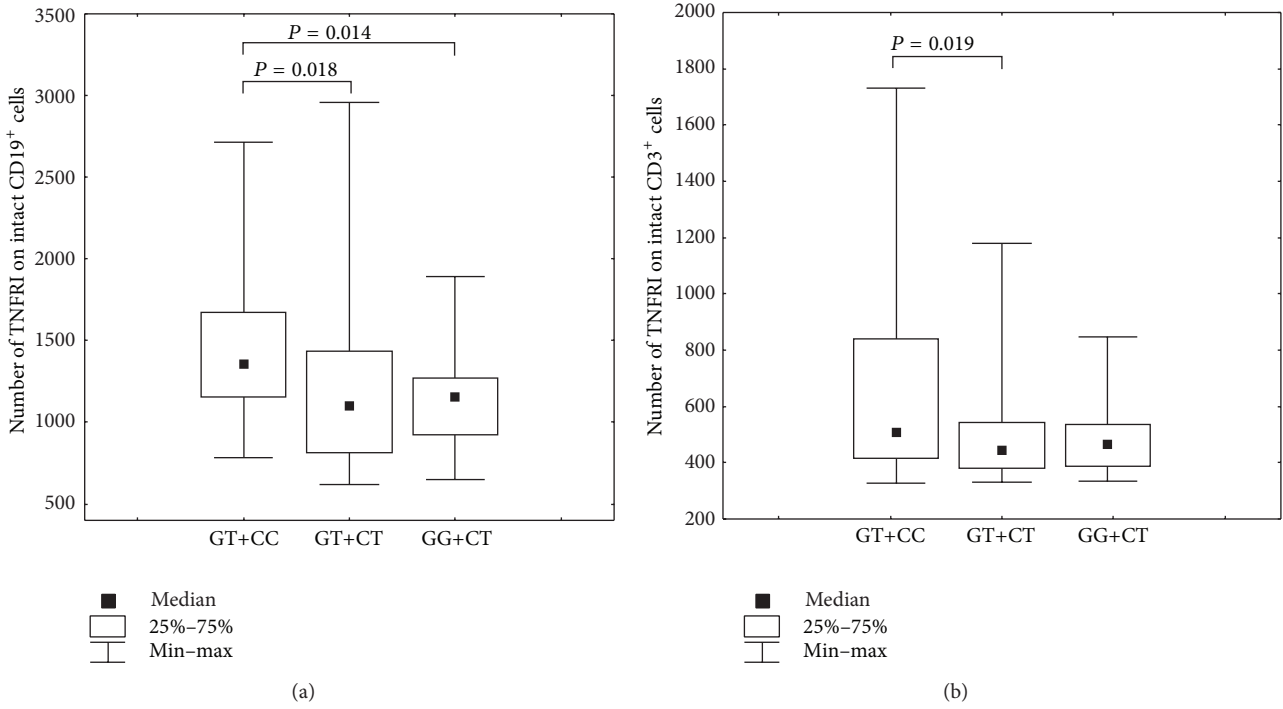 Number of TNFRI on intact CD19+ cells
3500
3000
2500
2000
1500
1000
500
P = 0.014
P = 0.018
GT+CC GT+CT GG+CT
Median
25%–75%
Min–max
(a)
Number of TNFRI on intact CD3+ cells
2000
1800
1600
1400
1200
1000
800
600
400
200
P = 0.019
GT+CC GT+CT GG+CT
Median
25%–75%
Min–max
(b)